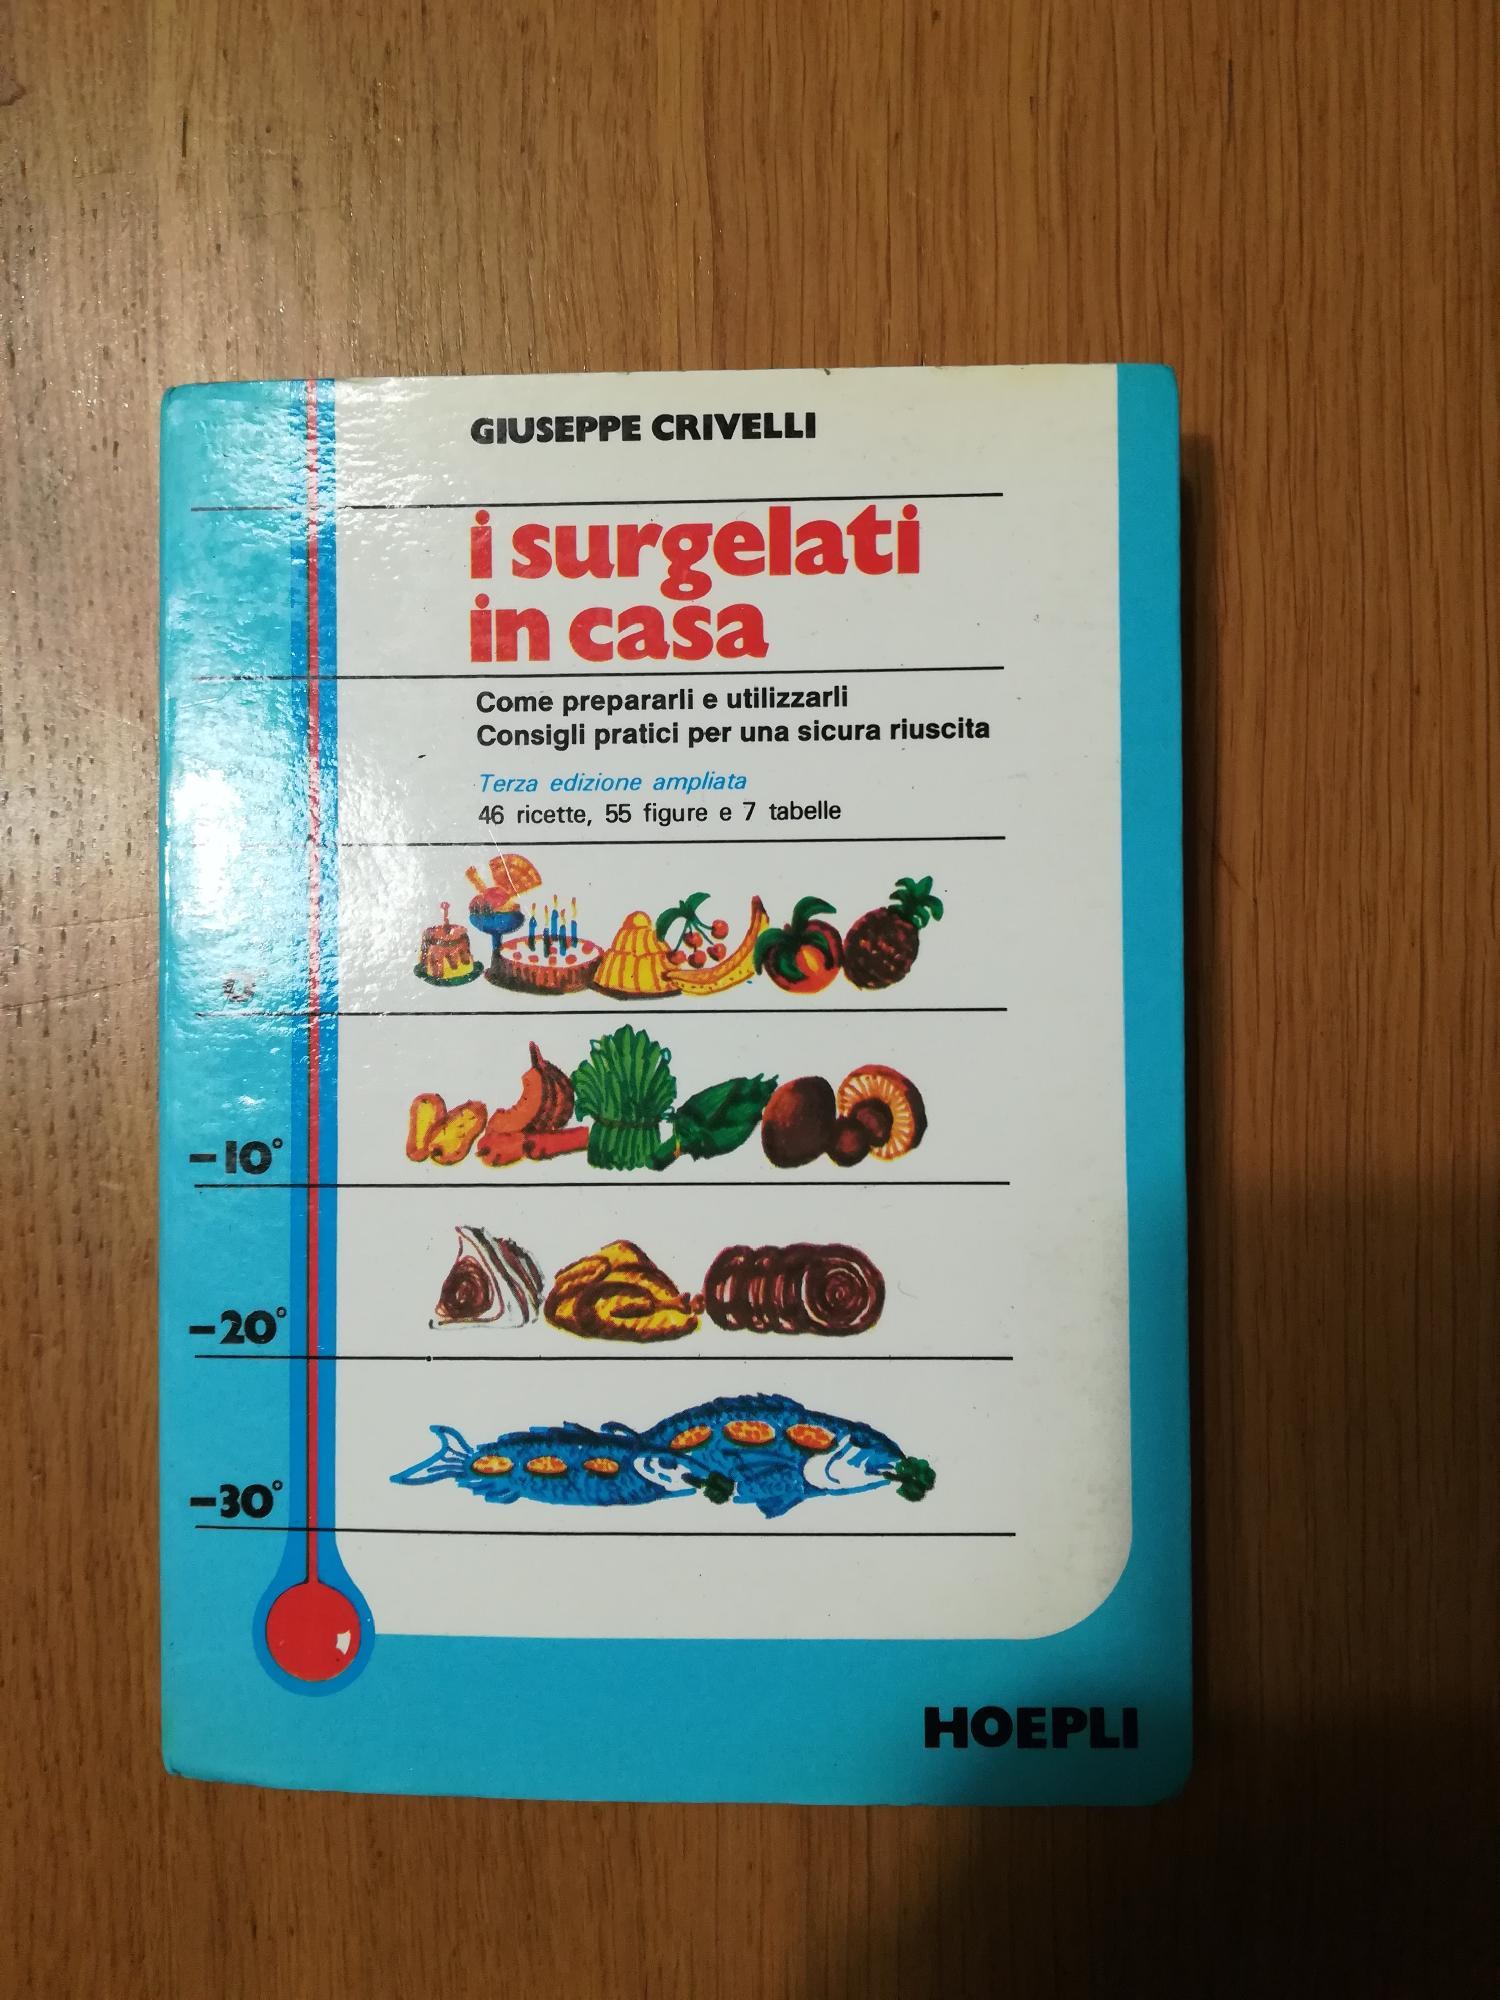 GIUSEPPE CRIVELLI
i surgelati
in casa
Come prepararli e utilizzarli
Consigli pratici per una sicura riuscita
Terza edizione ampliata
46 ricette, 55 figure e 7 tabelle
-10°
-20°
-30°
HOEPLI